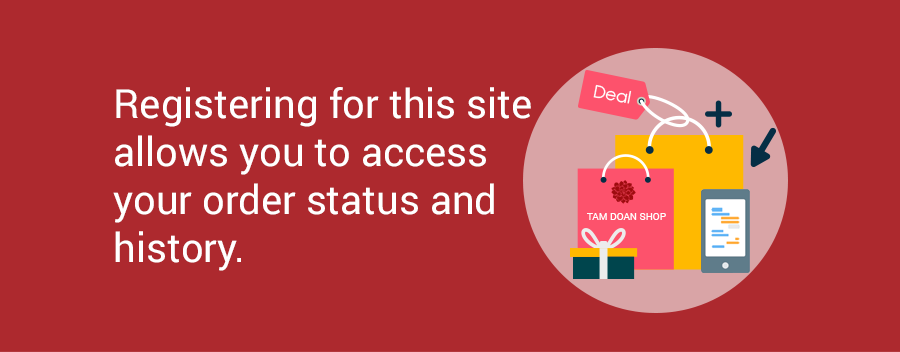 Registering for this site
allows you to access
your order status and
history.
Deal
TAM DOAN SHOP